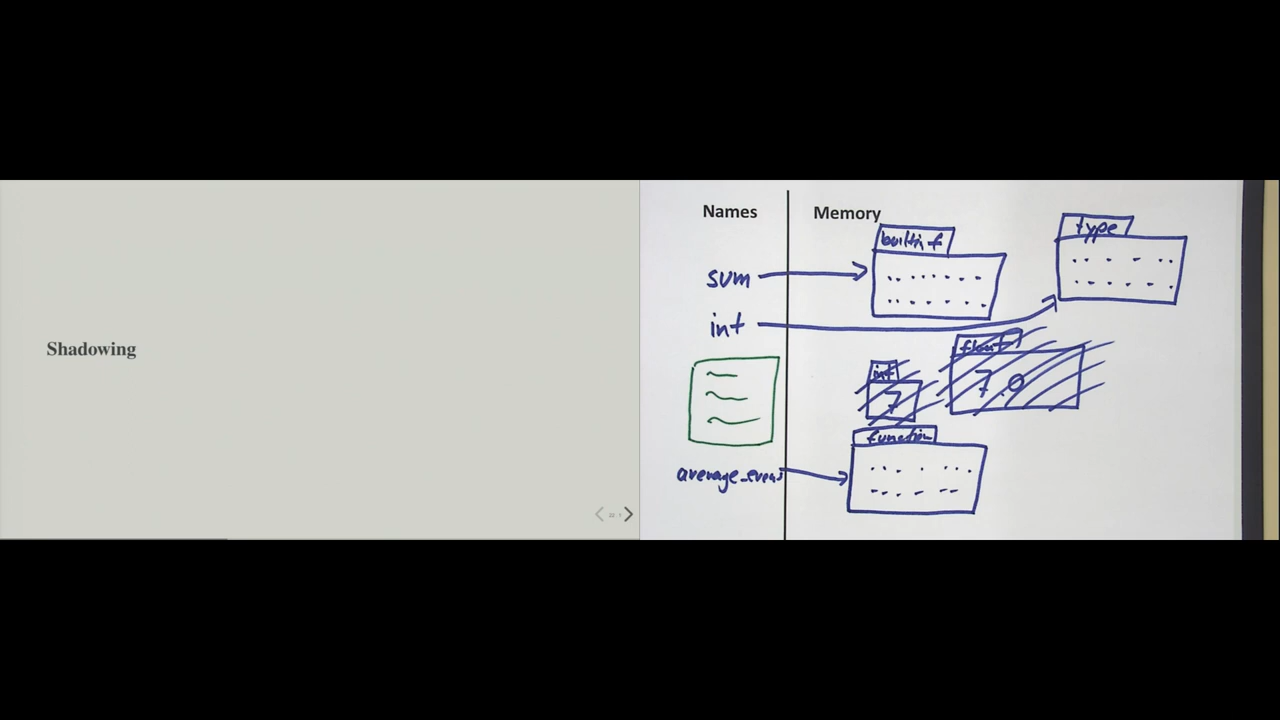 Shadowing
Names
Memory
builtin f
type
sum
int
float
7.0
int
7
function
average_evens